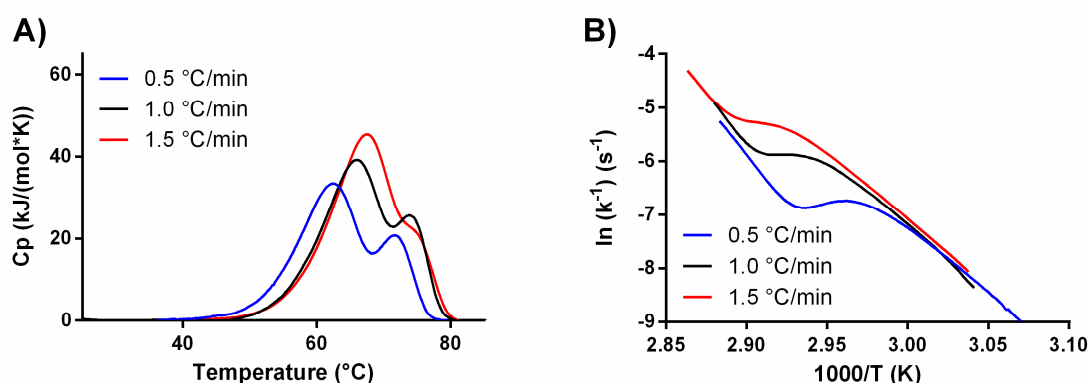 A)
60
40
20
0
Cp (kJ/(mol*K))
0.5 °C/min
1.0 °C/min
1.5 °C/min
40
60
80
Temperature (°C)
B)
-4
-5
-6
-7
-8
-9
ln (k⁻¹) (s⁻¹)
0.5 °C/min
1.0 °C/min
1.5 °C/min
2.85
2.90
2.95
3.00
3.05
3.10
1000/T (K)